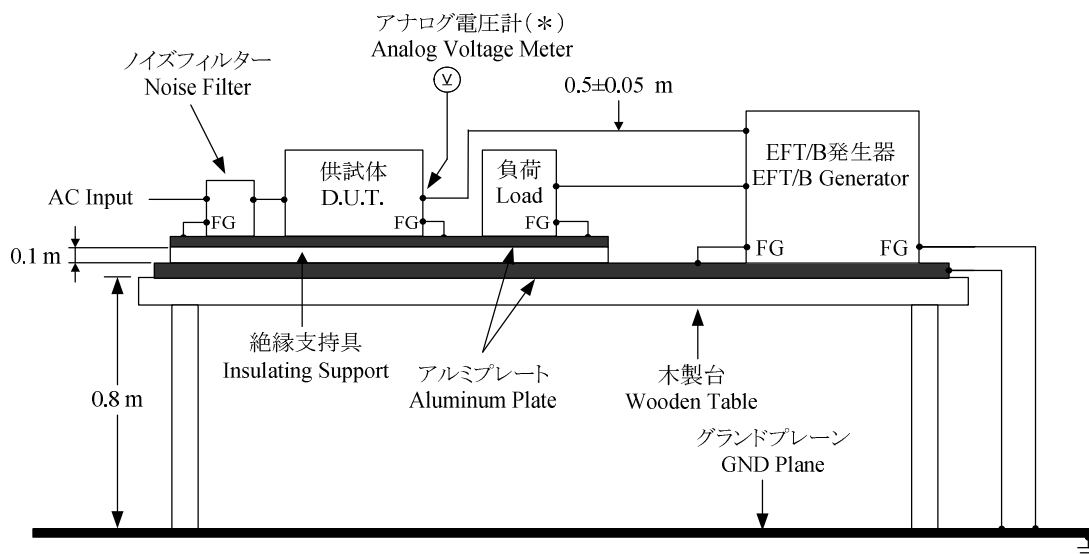 アナログ電圧計(*)
Analog Voltage Meter
V
ノイズフィルター
Noise Filter
0.5±0.05 m
供試体
D.U.T.
負荷
Load
EFT/B発生器
EFT/B Generator
AC Input
FG
FG
FG
FG
FG
0.1 m
絶縁支持具
Insulating Support
アルミプレート
Aluminum Plate
木製台
Wooden Table
0.8 m
グランドプレーン
GND Plane